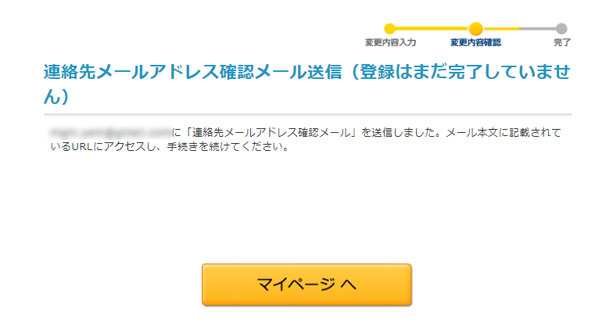 変更内容入力 変更内容確認 完了
連絡先メールアドレス確認メール送信（登録はまだ完了していませ
ん）
に「連絡先メールアドレス確認メール」を送信しました。メール本文に記載されて
いるURLにアクセスし、手続きを続けてください。
マイページ へ